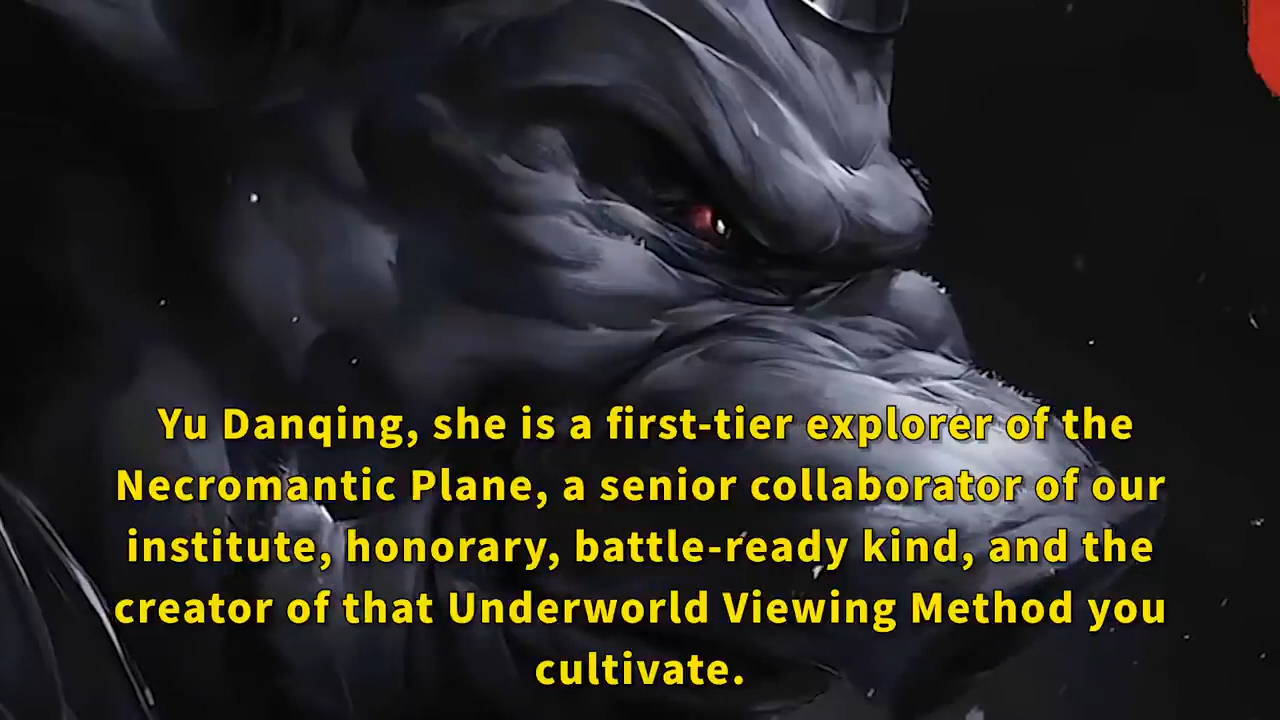 Yu Danqing, she is a first-tier explorer of the
Necromantic Plane, a senior collaborator of our
institute, honorary, battle-ready kind, and the
creator of that Underworld Viewing Method you
cultivate.